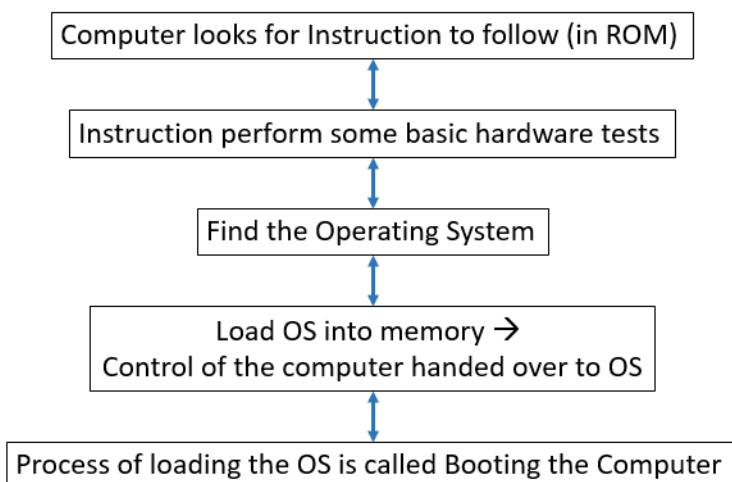 Computer looks for Instruction to follow (in ROM)
Instruction perform some basic hardware tests
Find the Operating System
Load OS into memory →
Control of the computer handed over to OS
Process of loading the OS is called Booting the Computer